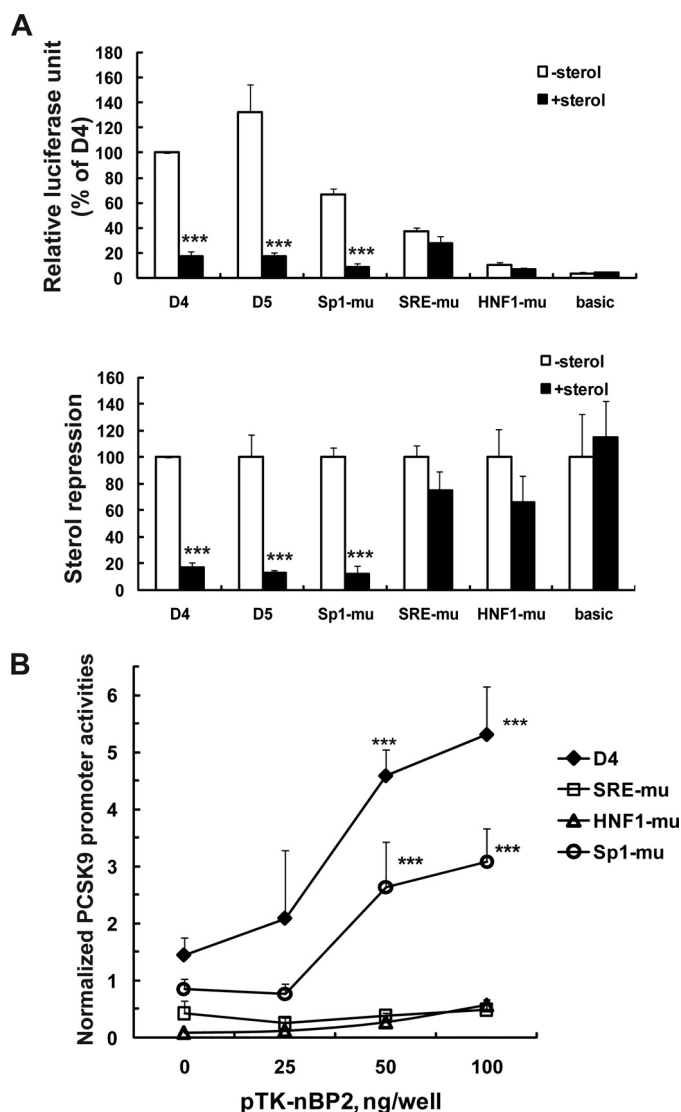 A
Relative luciferase unit
(% of D4)
180
160
140
120
100
80
60
40
20
0
-sterol
+sterol
***
***
***
D4 D5 Sp1-mu SRE-mu HNF1-mu basic
Sterol repression
160
140
120
100
80
60
40
20
0
-sterol
+sterol
***
***
***
D4 D5 Sp1-mu SRE-mu HNF1-mu basic
B
Normalized PCSK9 promoter activities
6
5
4
3
2
1
0
***
***
***
***
D4
SRE-mu
HNF1-mu
Sp1-mu
0 25 50 100
pTK-nBP2, ng/well